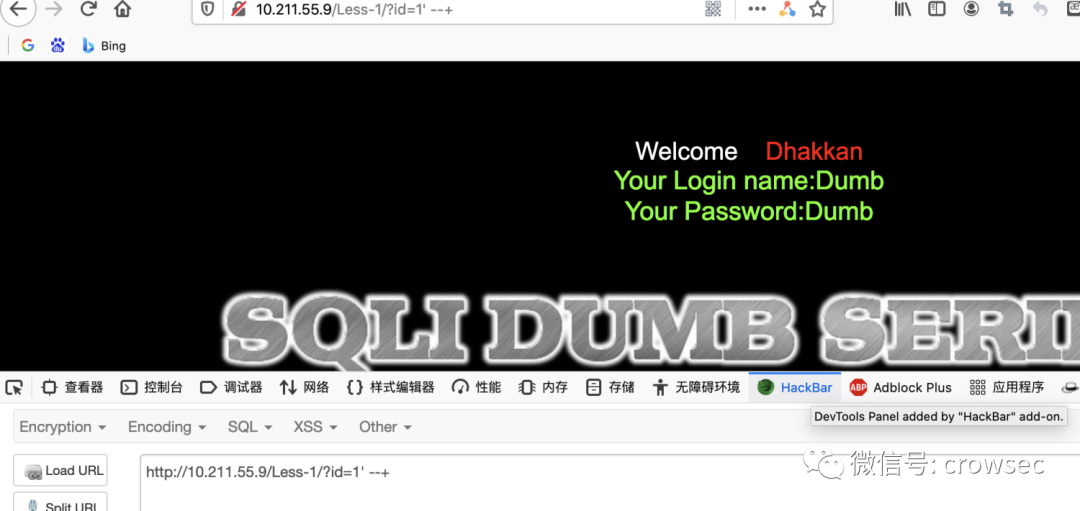 10.211.55.9/Less-1/?id=1' --+
Bing
Welcome Dhakkan
Your Login name:Dumb
Your Password:Dumb
SQLI DUMB SERI
查看器 控制台 调试器 网络 样式编辑器 性能 内存 存储 无障碍环境 HackBar ABP Adblock Plus 应用程序
DevTools Panel added by "HackBar" add-on.
Encryption Encoding SQL XSS Other
Load URL http://10.211.55.9/Less-1/?id=1' --+
微信号: crowsec
Split URL